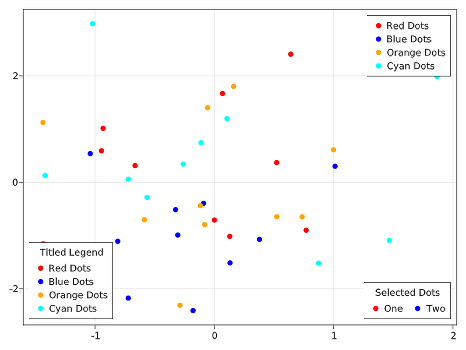 Red Dots
Blue Dots
Orange Dots
Cyan Dots
2
0
-2
Titled Legend
Red Dots
Blue Dots
Orange Dots
Cyan Dots
Selected Dots
One Two
-1 0 1 2